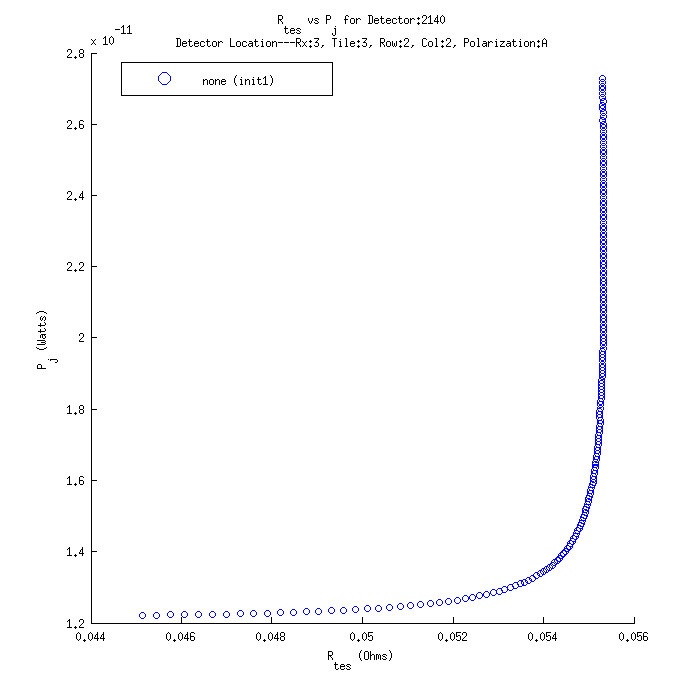 R_tes vs P_j for Detector:2140
x 10^-11
Detector Location---Rx:3, Tile:3, Row:2, Col:2, Polarization:A
none (init1)
2.8
2.6
2.4
2.2
2
1.8
1.6
1.4
1.2
P_j (Watts)
0.044 0.046 0.048 0.05 0.052 0.054 0.056
R_tes (Ohms)